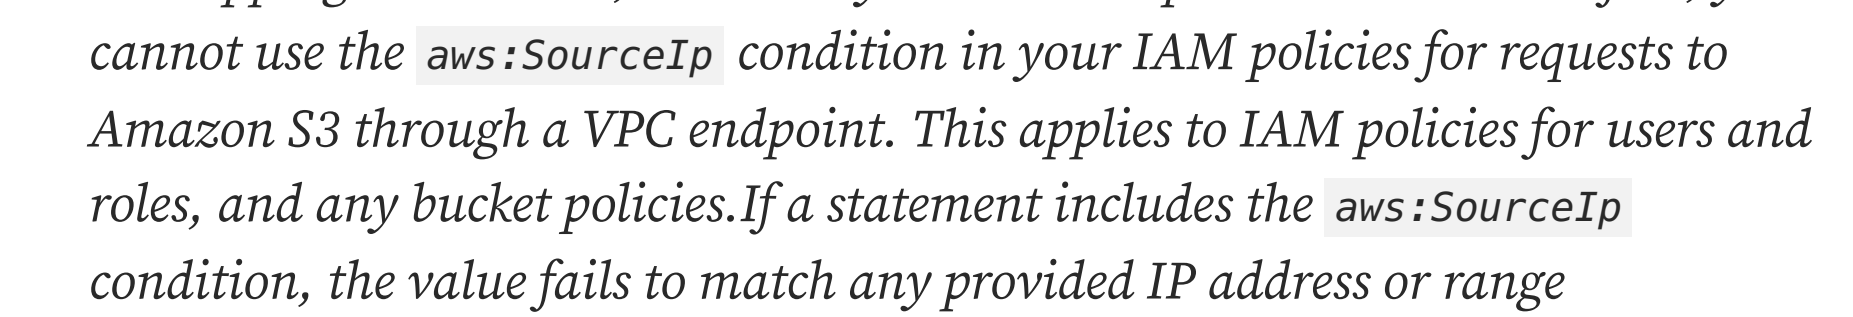 cannot use the aws:SourceIp condition in your IAM policies for requests to
Amazon S3 through a VPC endpoint. This applies to IAM policies for users and
roles, and any bucket policies.If a statement includes the aws:SourceIp
condition, the value fails to match any provided IP address or range